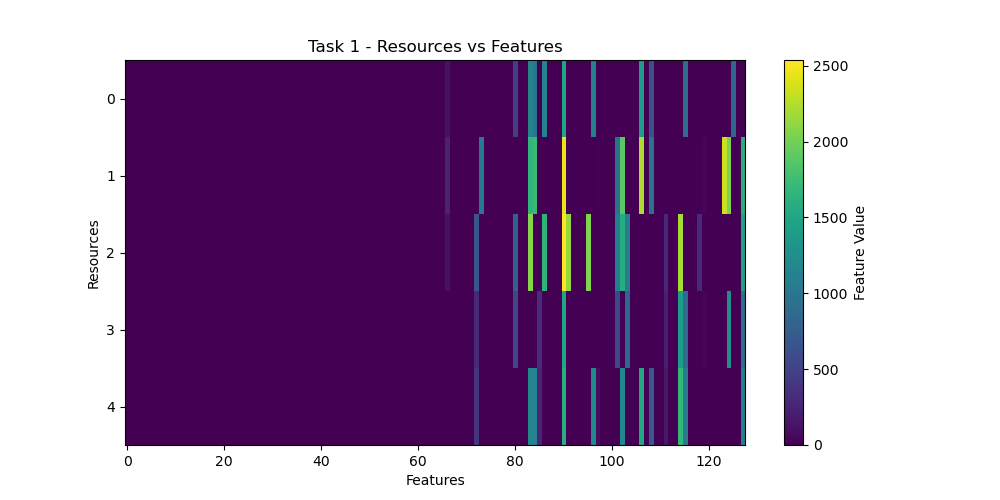 Task 1 - Resources vs Features
Resources
0
1
2
3
4
0 20 40 60 80 100 120
Features
2500
2000
1500
1000
500
0
Feature Value